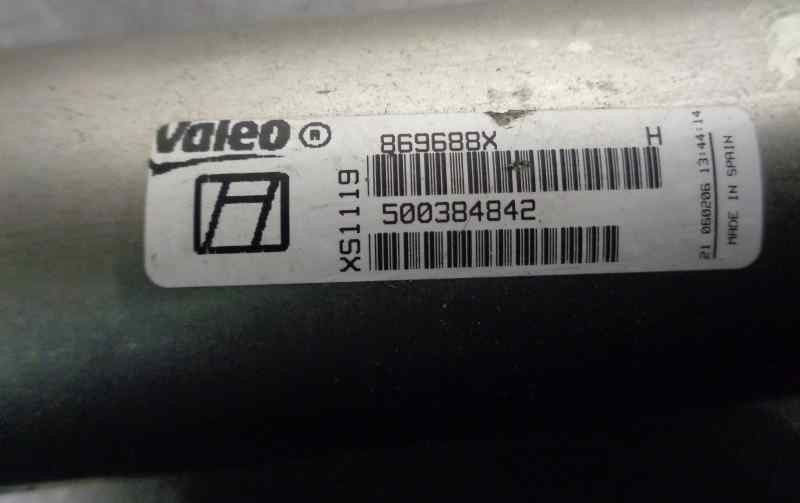 Valeo ®
869688X H
XS1119
500384842
21 060206 13:44:14
MADE IN SPAIN